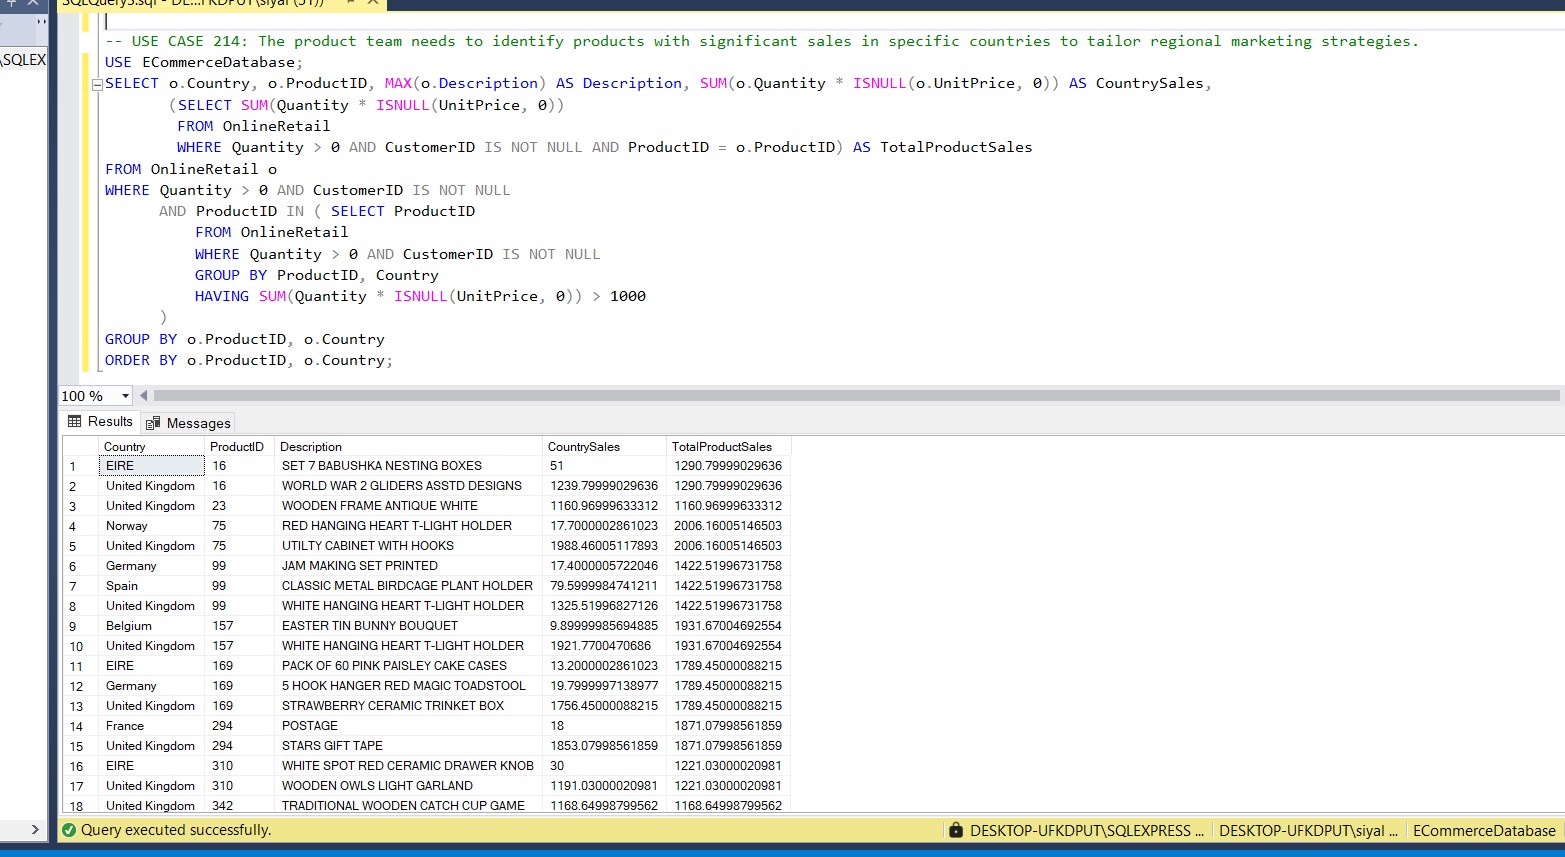 SQLQuery3.sql - DE...FKDPUT\siyal (51))
\SQLEX
-- USE CASE 214: The product team needs to identify products with significant sales in specific countries to tailor regional marketing strategies.
USE ECommerceDatabase;
SELECT o.Country, o.ProductID, MAX(o.Description) AS Description, SUM(o.Quantity * ISNULL(o.UnitPrice, 0)) AS CountrySales,
(SELECT SUM(Quantity * ISNULL(UnitPrice, 0))
FROM OnlineRetail
WHERE Quantity > 0 AND CustomerID IS NOT NULL AND ProductID = o.ProductID) AS TotalProductSales
FROM OnlineRetail o
WHERE Quantity > 0 AND CustomerID IS NOT NULL
AND ProductID IN ( SELECT ProductID
FROM OnlineRetail
WHERE Quantity > 0 AND CustomerID IS NOT NULL
GROUP BY ProductID, Country
HAVING SUM(Quantity * ISNULL(UnitPrice, 0)) > 1000
)
GROUP BY o.ProductID, o.Country
ORDER BY o.ProductID, o.Country;
100 %
Results Messages
Country ProductID Description CountrySales TotalProductSales
1 EIRE 16 SET 7 BABUSHKA NESTING BOXES 51 1290.79999029636
2 United Kingdom 16 WORLD WAR 2 GLIDERS ASSTD DESIGNS 1239.79999029636 1290.79999029636
3 United Kingdom 23 WOODEN FRAME ANTIQUE WHITE 1160.96999633312 1160.96999633312
4 Norway 75 RED HANGING HEART T-LIGHT HOLDER 17.7000002861023 2006.16005146503
5 United Kingdom 75 UTILTY CABINET WITH HOOKS 1988.46005117893 2006.16005146503
6 Germany 99 JAM MAKING SET PRINTED 17.4000005722046 1422.51996731758
7 Spain 99 CLASSIC METAL BIRDCAGE PLANT HOLDER 79.5999984741211 1422.51996731758
8 United Kingdom 99 WHITE HANGING HEART T-LIGHT HOLDER 1325.51996827126 1422.51996731758
9 Belgium 157 EASTER TIN BUNNY BOUQUET 9.89999985694885 1931.67004692554
10 United Kingdom 157 WHITE HANGING HEART T-LIGHT HOLDER 1921.7700470686 1931.67004692554
11 EIRE 169 PACK OF 60 PINK PAISLEY CAKE CASES 13.2000002861023 1789.45000088215
12 Germany 169 5 HOOK HANGER RED MAGIC TOADSTOOL 19.7999997138977 1789.45000088215
13 United Kingdom 169 STRAWBERRY CERAMIC TRINKET BOX 1756.45000088215 1789.45000088215
14 France 294 POSTAGE 18 1871.07998561859
15 United Kingdom 294 STARS GIFT TAPE 1853.07998561859 1871.07998561859
16 EIRE 310 WHITE SPOT RED CERAMIC DRAWER KNOB 30 1221.03000020981
17 United Kingdom 310 WOODEN OWLS LIGHT GARLAND 1191.03000020981 1221.03000020981
18 United Kingdom 342 TRADITIONAL WOODEN CATCH CUP GAME 1168.64998799562 1168.64998799562
Query executed successfully. DESKTOP-UFKDPUT\SQLEXPRESS ... DESKTOP-UFKDPUT\siyal ... ECommerceDatabase